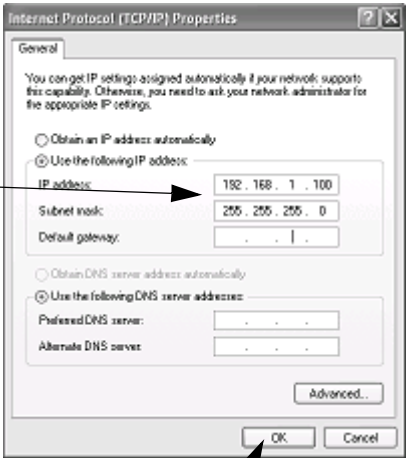 Internet Protocol (TCP/IP) Properties
General
You can get IP settings assigned automatically if your network supports
this capability. Otherwise, you need to ask your network administrator for
the appropriate IP settings.
Obtain an IP address automatically
Use the following IP address:
IP address: 192 . 168 . 1 . 100
Subnet mask: 255 . 255 . 255 . 0
Default gateway: . . .
Obtain DNS server address automatically
Use the following DNS server addresses:
Preferred DNS server: . . .
Alternate DNS server: . . .
Advanced...
OK Cancel